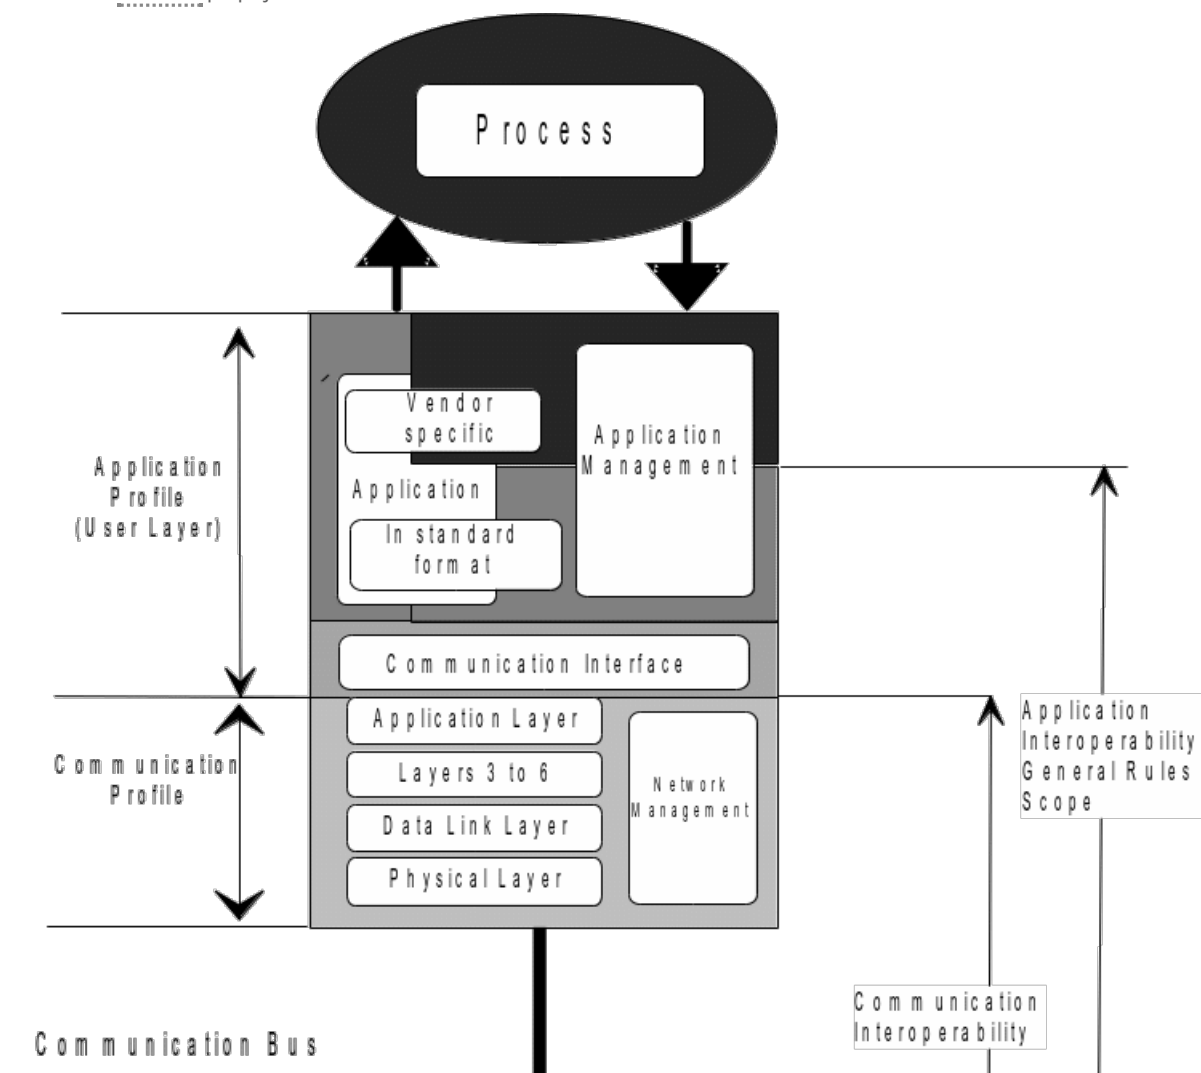 Process
Vendor
specific
Application
Management
Application
Profile
(User Layer)
Application
In standard
format
Communication Interface
Application Layer
Application
Interoperability
General Rules
Scope
Communication
Profile
Layers 3 to 6
Network
Management
Data Link Layer
Physical Layer
Communication
Interoperability
Communication Bus